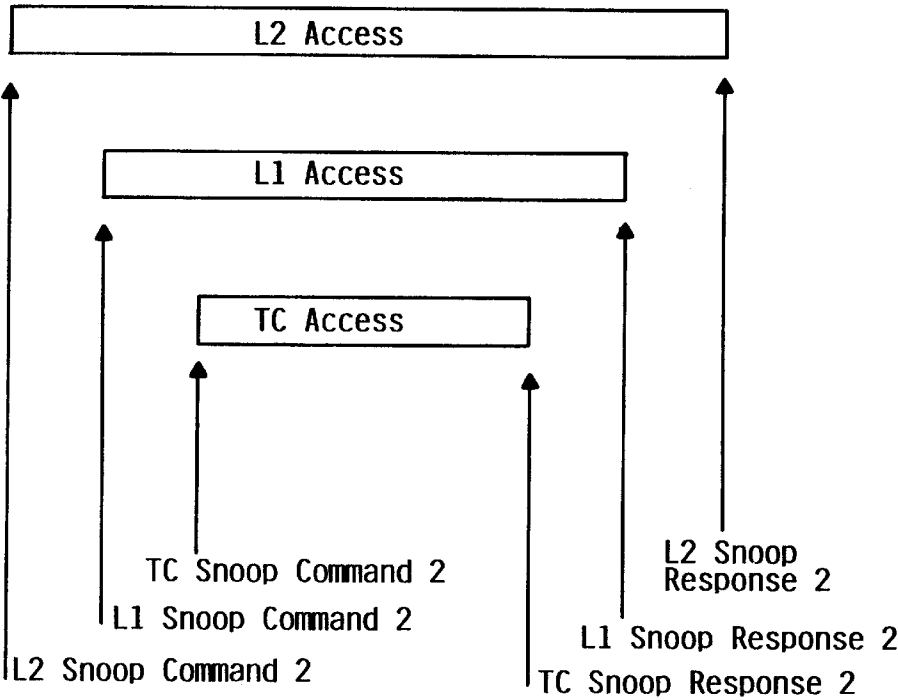 L2 Access
L1 Access
TC Access
TC Snoop Command 2
L1 Snoop Command 2
L2 Snoop Command 2
L2 Snoop
Response 2
L1 Snoop Response 2
TC Snoop Response 2